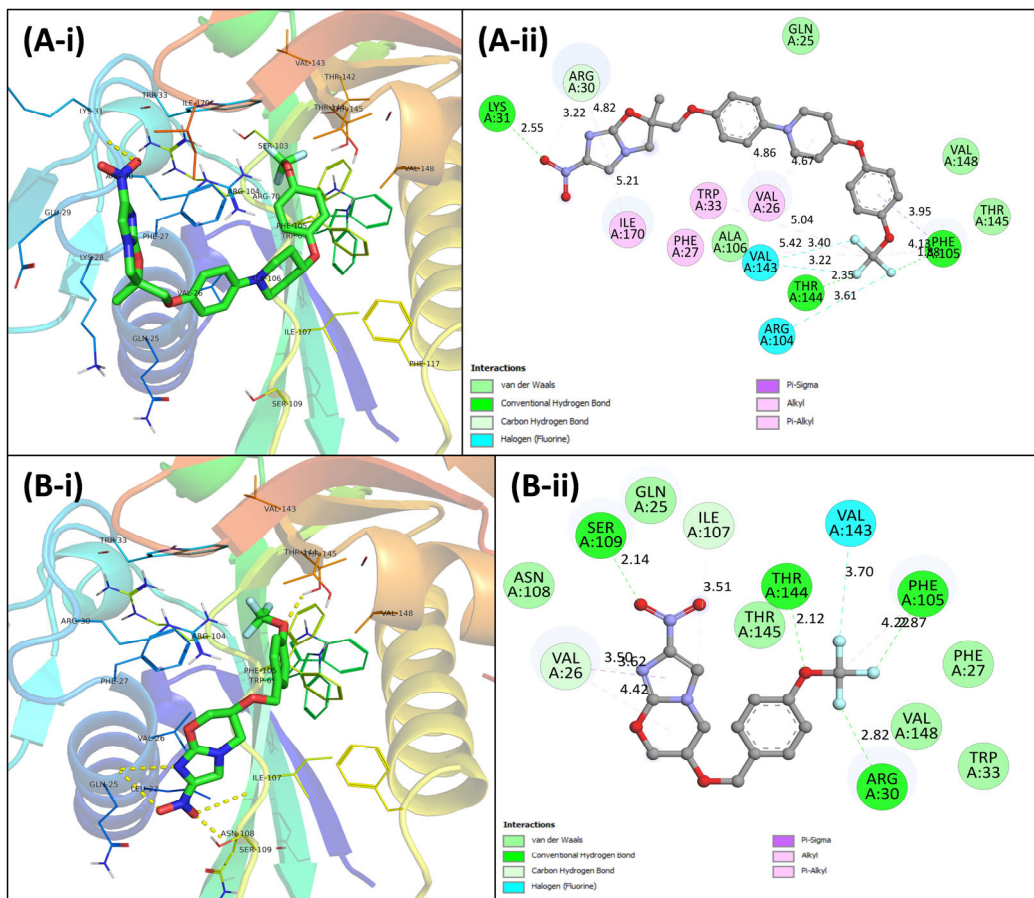 (A-i)
VAL-143
THR-142
TRR-33
ILE-170
LYS-31
SER-103
VAL-148
ARG-104
ARG-70
GLU-29
PHE-105
PHE-27
LYS-28
VAL-26
ILE-107
GLN-25
PHE-117
SER-109
(A-ii)
GLN
A:25
ARG
A:30
LYS
A:31
4.82
3.22
2.55
4.86
4.67
VAL
A:148
5.21
TRP
A:33
VAL
A:26
3.95
THR
A:145
ILE
A:170
5.04
PHE
A:27
ALA
A:106
VAL
A:143
5.42
3.40
4.13
PHE
A:105
3.22
2.35
THR
A:144
3.61
ARG
A:104
Interactions
van der Waals
Conventional Hydrogen Bond
Carbon Hydrogen Bond
Halogen (Fluorine)
Pi-Sigma
Alkyl
Pi-Alkyl
(B-i)
VAL-143
TRR-33
THR-144
THR-145
VAL-148
ARG-30
ARG-104
PHE-105
PHE-27
VAL-26
ILE-107
GLN-25
LEU-22
ASN-108
SER-109
(B-ii)
GLN
A:25
ILE
A:107
VAL
A:143
SER
A:109
2.14
3.51
3.70
ASN
A:108
THR
A:144
PHE
A:105
THR
A:145
2.12
VAL
A:26
3.50
3.62
4.42
PHE
A:27
VAL
A:148
2.82
TRP
A:33
ARG
A:30
Interactions
van der Waals
Conventional Hydrogen Bond
Carbon Hydrogen Bond
Halogen (Fluorine)
Pi-Sigma
Alkyl
Pi-Alkyl